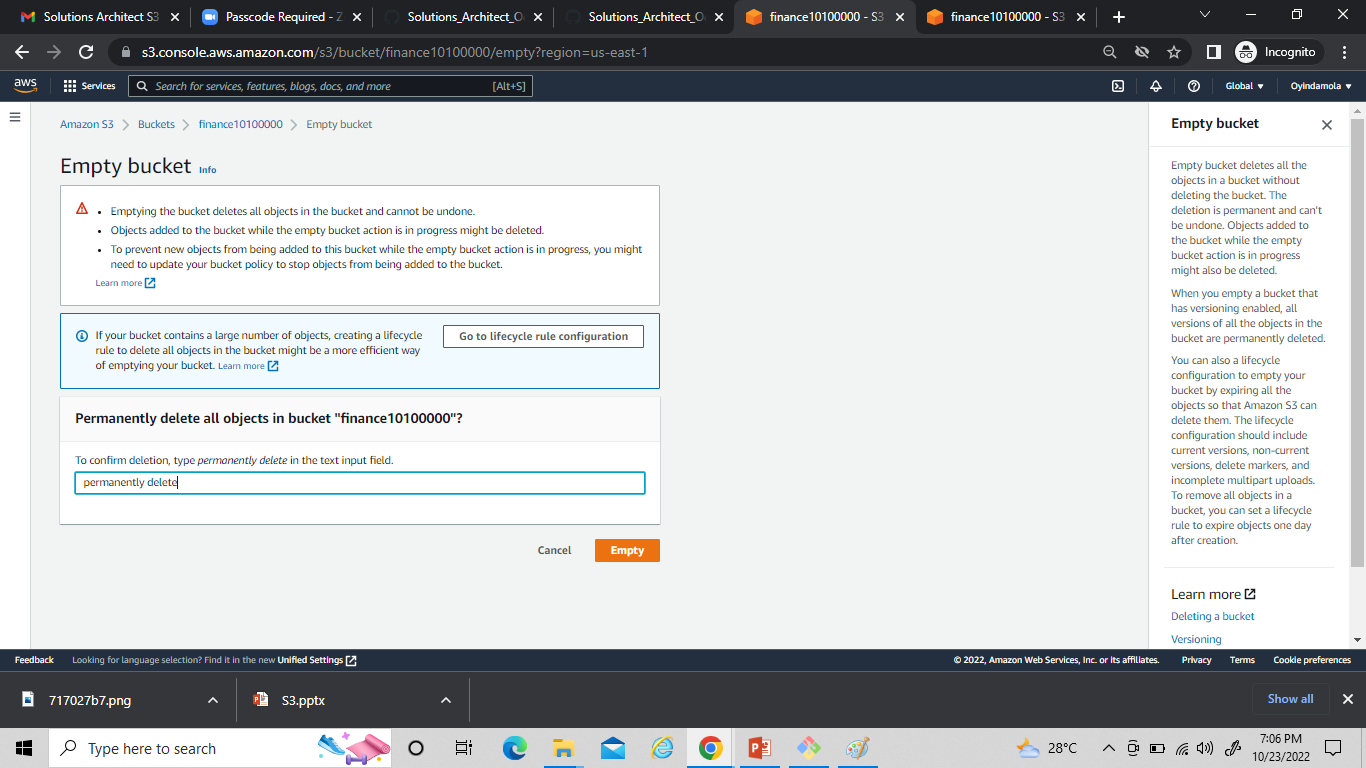 Solutions Architect S3
Passcode Required - Z
Solutions_Architect_O
Solutions_Architect_O
finance10100000 - S3
finance10100000 - S3
s3.console.aws.amazon.com/s3/bucket/finance10100000/empty?region=us-east-1
Incognito
aws
Services
Search for services, features, blogs, docs, and more
[Alt+S]
Global
Oyindamola
Amazon S3
Buckets
finance10100000
Empty bucket
Empty bucket Info
Emptying the bucket deletes all objects in the bucket and cannot be undone.
Objects added to the bucket while the empty bucket action is in progress might be deleted.
To prevent new objects from being added to this bucket while the empty bucket action is in progress, you might
need to update your bucket policy to stop objects from being added to the bucket.
Learn more
If your bucket contains a large number of objects, creating a lifecycle
rule to delete all objects in the bucket might be a more efficient way
of emptying your bucket. Learn more
Go to lifecycle rule configuration
Permanently delete all objects in bucket "finance10100000"?
To confirm deletion, type permanently delete in the text input field.
permanently delete
Cancel
Empty
Empty bucket
Empty bucket deletes all the
objects in a bucket without
deleting the bucket. The
deletion is permanent and can't
be undone. Objects added to
the bucket while the empty
bucket action is in progress
might also be deleted.
When you empty a bucket that
has versioning enabled, all
versions of all the objects in the
bucket are permanently deleted.
You can also a lifecycle
configuration to empty your
bucket by expiring all the
objects so that Amazon S3 can
delete them. The lifecycle
configuration should include
current versions, non-current
versions, delete markers, and
incomplete multipart uploads.
To remove all objects in a
bucket, you can set a lifecycle
rule to expire objects one day
after creation.
Learn more
Deleting a bucket
Versioning
Feedback
Looking for language selection? Find it in the new Unified Settings
© 2022, Amazon Web Services, Inc. or its affiliates.
Privacy
Terms
Cookie preferences
717027b7.png
S3.pptx
Show all
Type here to search
28°C
7:06 PM
10/23/2022